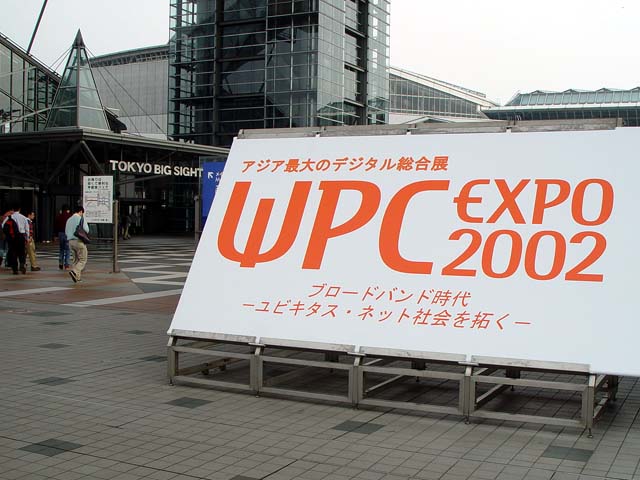 TOKYO BIG SIGHT
アジア最大のデジタル総合展
WPC EXPO 2002
ブロードバンド時代
−ユビキタス・ネット社会を拓く−